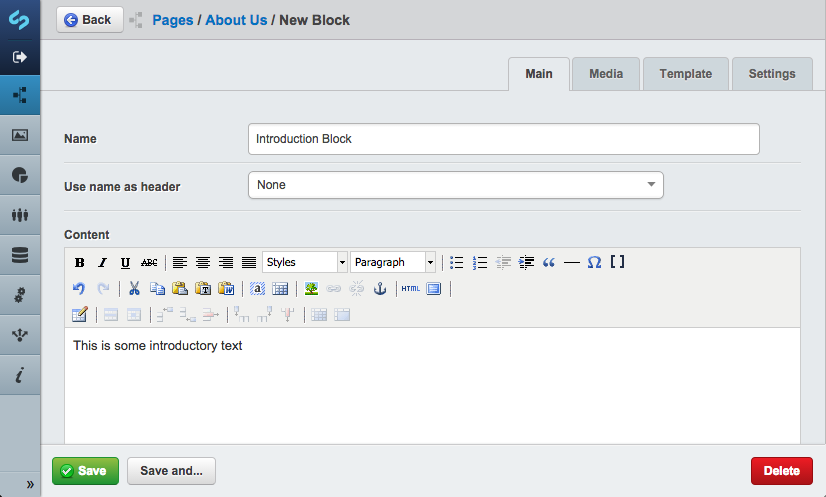 Back Pages / About Us / New Block
Main Media Template Settings
Name Introduction Block
Use name as header None
Content
B I U ABC Styles Paragraph “ Ω [ ]
T W a HTML
This is some introductory text
Save Save and... Delete
»